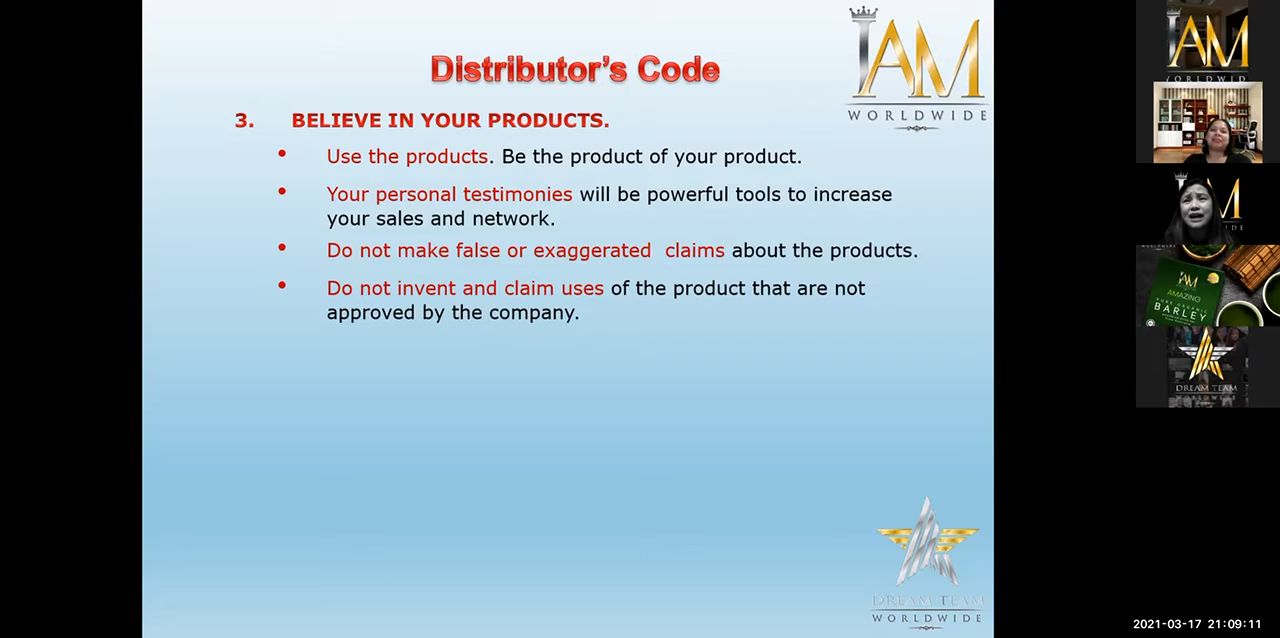 IAM
WORLDWIDE
Distributor's Code
3. BELIEVE IN YOUR PRODUCTS.
• Use the products. Be the product of your product.
• Your personal testimonies will be powerful tools to increase
your sales and network.
• Do not make false or exaggerated claims about the products.
• Do not invent and claim uses of the product that are not
approved by the company.
DREAM TEAM
WORLDWIDE
IAM
IAM
AMAZING
PURE ORGANIC
BARLEY
DREAM TEAM
WORLDWIDE
2021-03-17 21:09:11